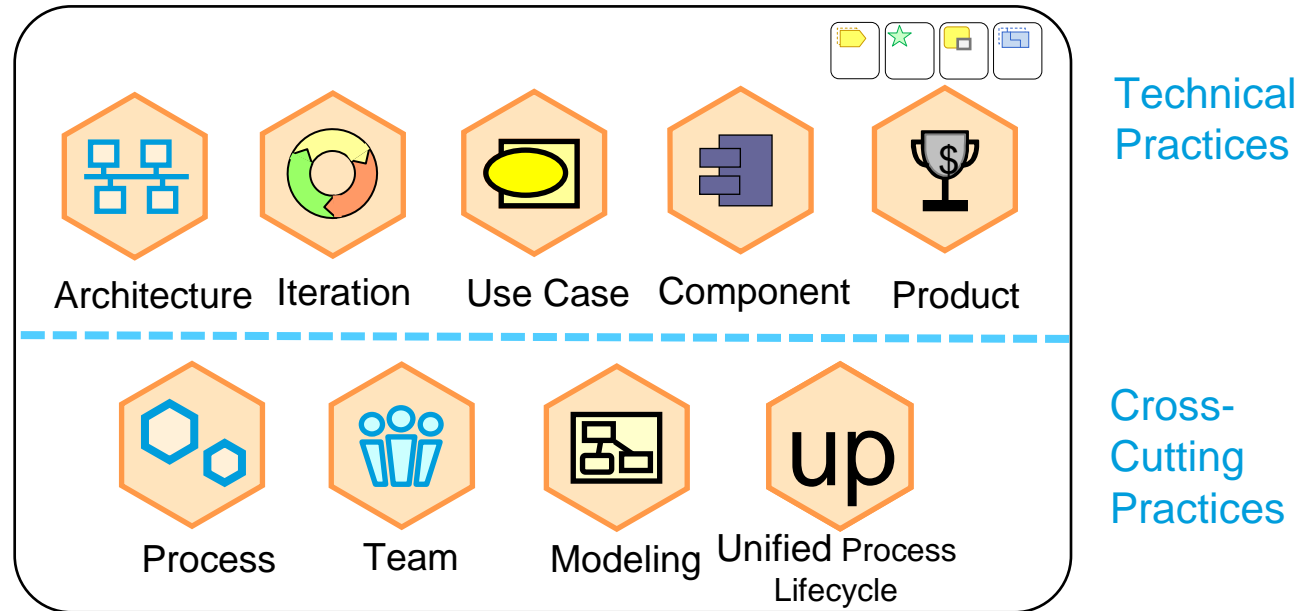 Technical
Practices
$
Architecture
Iteration
Use Case
Component
Product
Cross-
Cutting
Practices
up
Process
Team
Modeling
Unified Process
Lifecycle